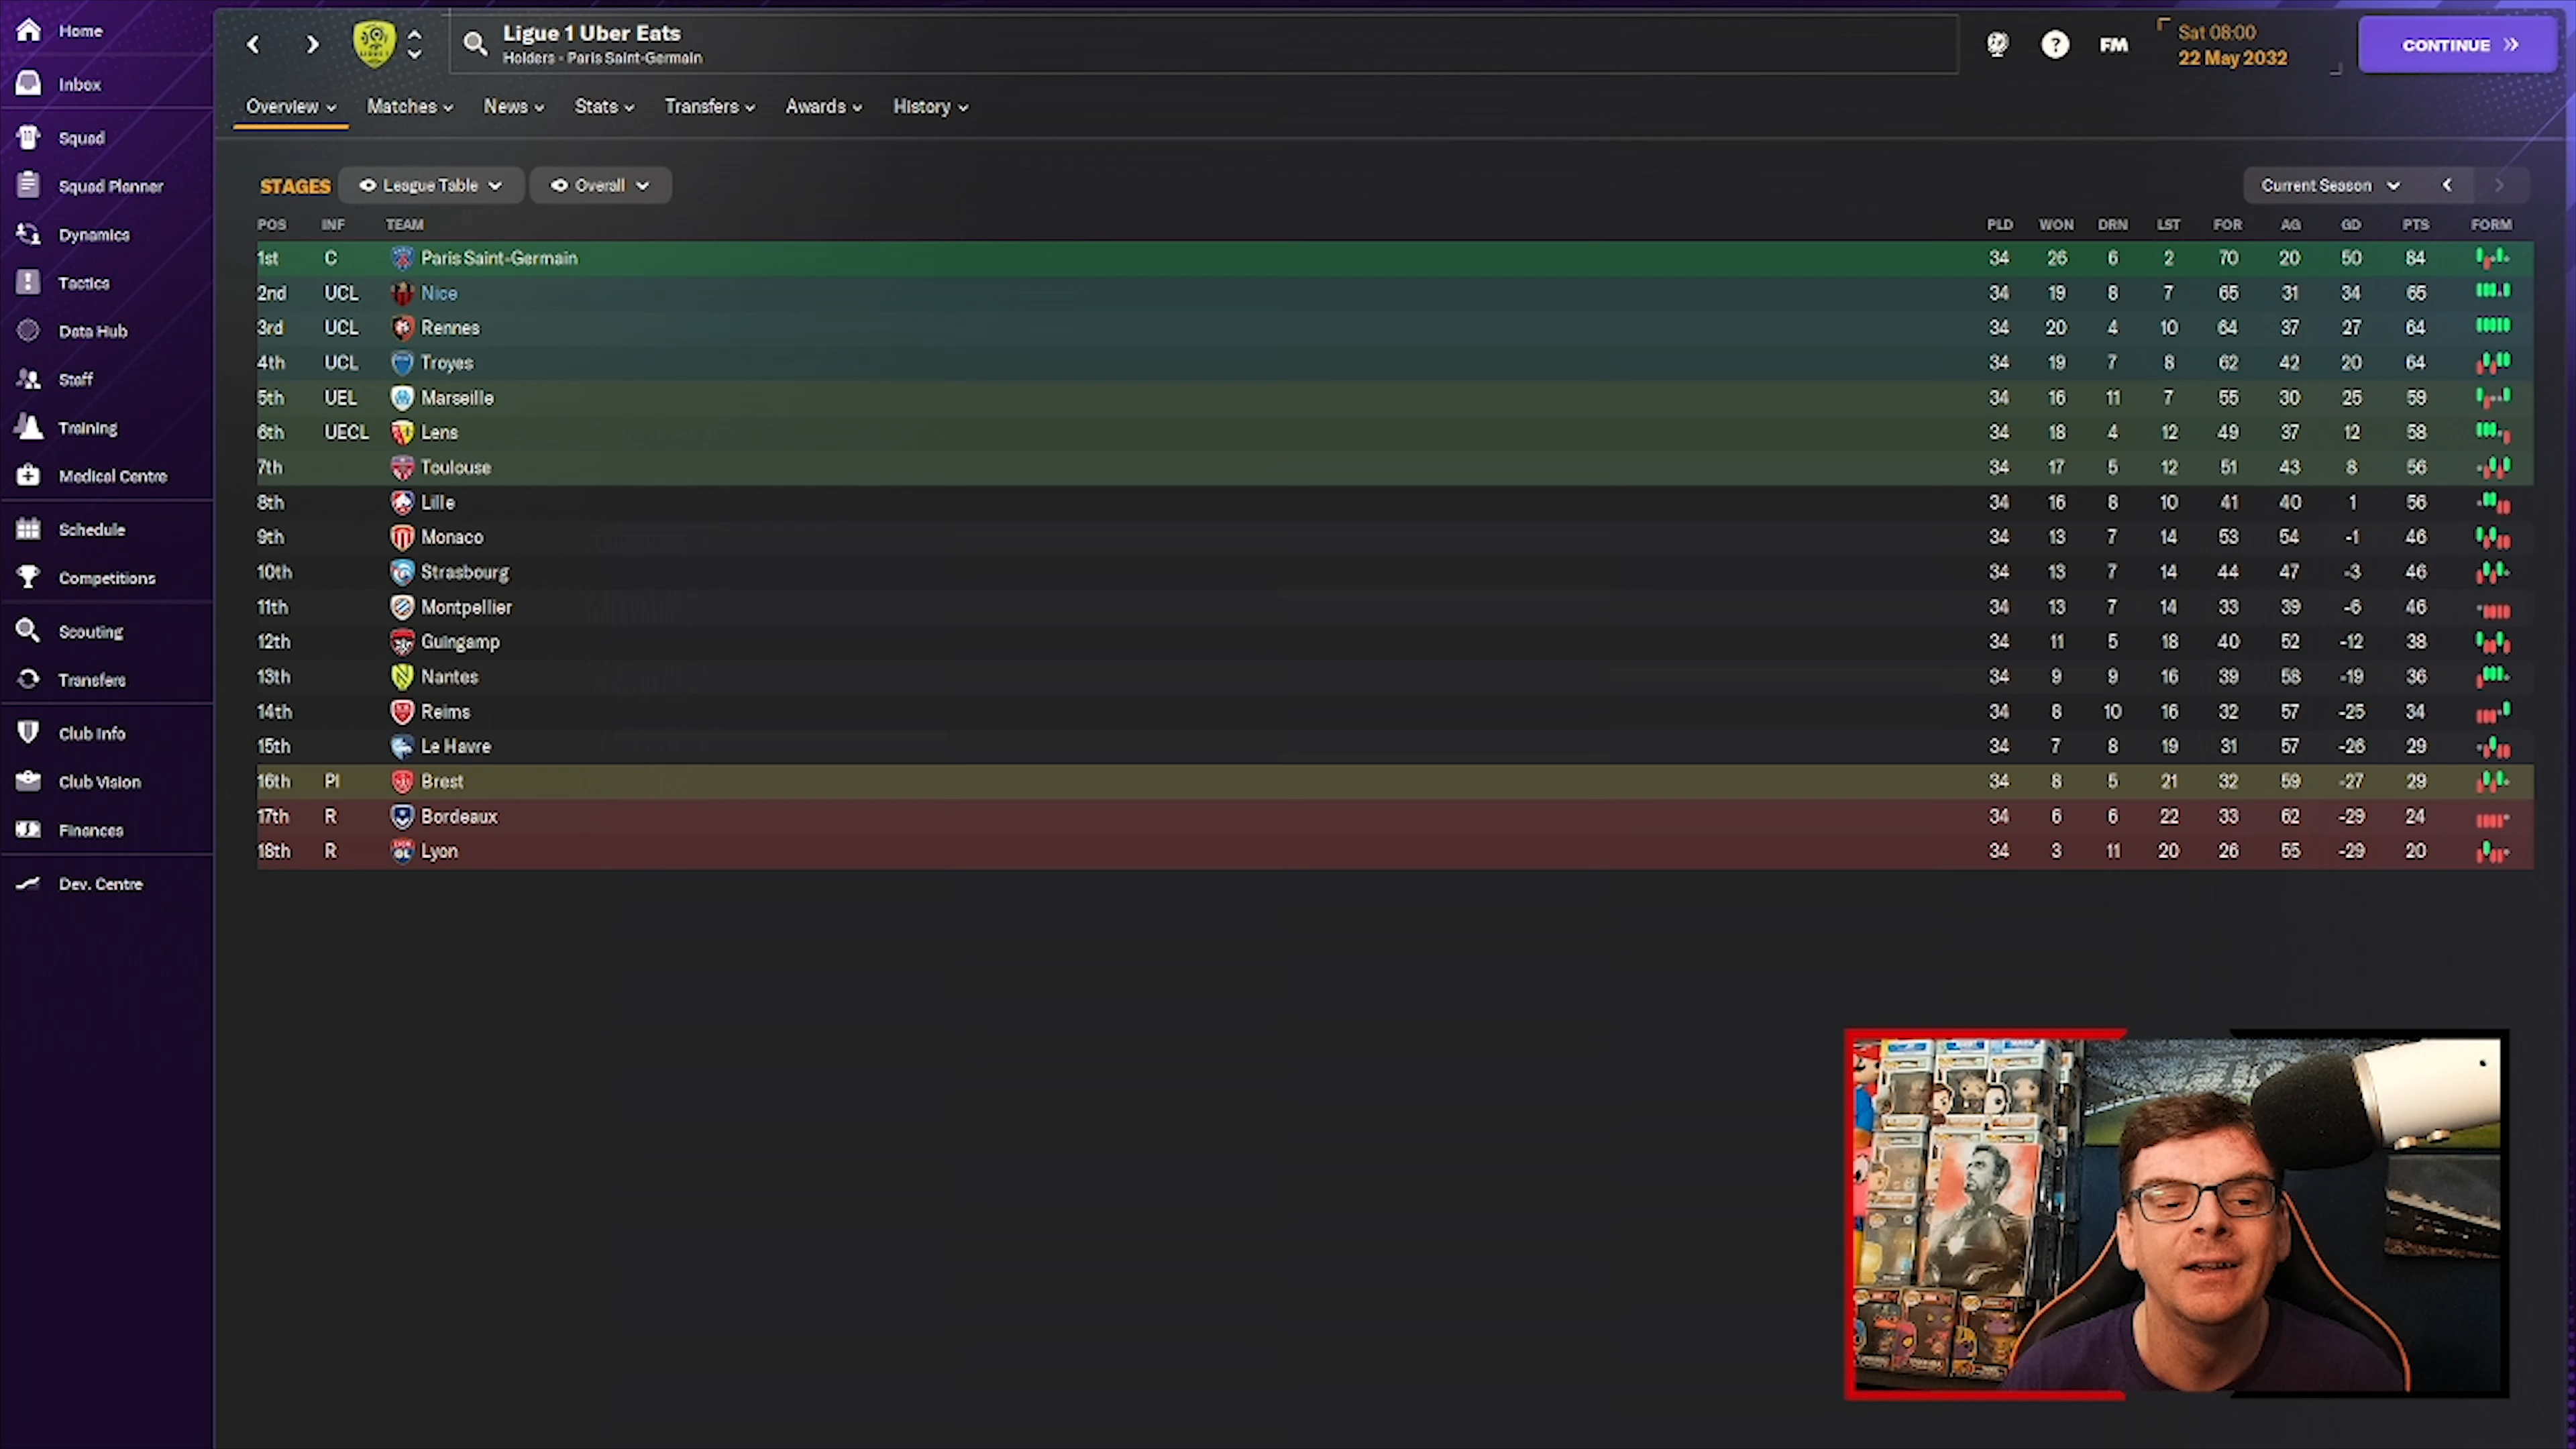 Home
Inbox
Squad
Squad Planner
Dynamics
Tactics
Data Hub
Staff
Training
Medical Centre
Schedule
Competitions
Scouting
Transfers
Club Info
Club Vision
Finances
Dev. Centre
Ligue 1 Uber Eats
Holders - Paris Saint-Germain
FM
Sat 08:00
22 May 2032
CONTINUE
Overview Matches News Stats Transfers Awards History
STAGES League Table Overall Current Season
POS INF TEAM PLD WON DRN LST FOR AG GD PTS FORM
1st C Paris Saint-Germain 34 26 6 2 70 20 50 84
2nd UCL Nice 34 19 8 7 65 31 34 65
3rd UCL Rennes 34 20 4 10 64 37 27 64
4th UCL Troyes 34 19 7 8 62 42 20 64
5th UEL Marseille 34 16 11 7 55 30 25 59
6th UECL Lens 34 18 4 12 49 37 12 58
7th Toulouse 34 17 5 12 51 43 8 56
8th Lille 34 16 8 10 41 40 1 56
9th Monaco 34 13 7 14 53 54 -1 46
10th Strasbourg 34 13 7 14 44 47 -3 46
11th Montpellier 34 13 7 14 33 39 -6 46
12th Guingamp 34 11 5 18 40 52 -12 38
13th Nantes 34 9 9 16 39 58 -19 36
14th Reims 34 8 10 16 32 57 -25 34
15th Le Havre 34 7 8 19 31 57 -26 29
16th Pl Brest 34 8 5 21 32 59 -27 29
17th R Bordeaux 34 6 6 22 33 62 -29 24
18th R Lyon 34 3 11 20 26 55 -29 20